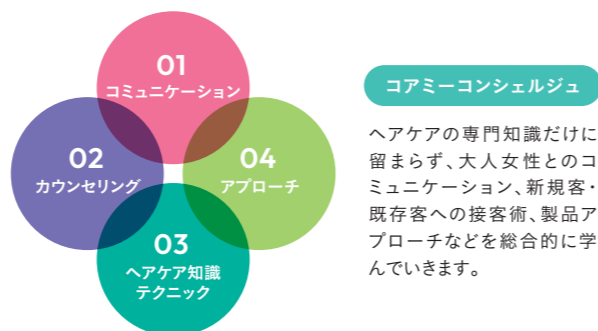 01
コミュニケーション
02
カウンセリング
04
アプローチ
03
ヘアケア知識
テクニック
コアミーコンシェルジュ
ヘアケアの専門知識だけに
留まらず、大人女性とのコ
ミュニケーション、新規客・
既存客への接客術、製品ア
プローチなどを総合的に学
んでいきます。